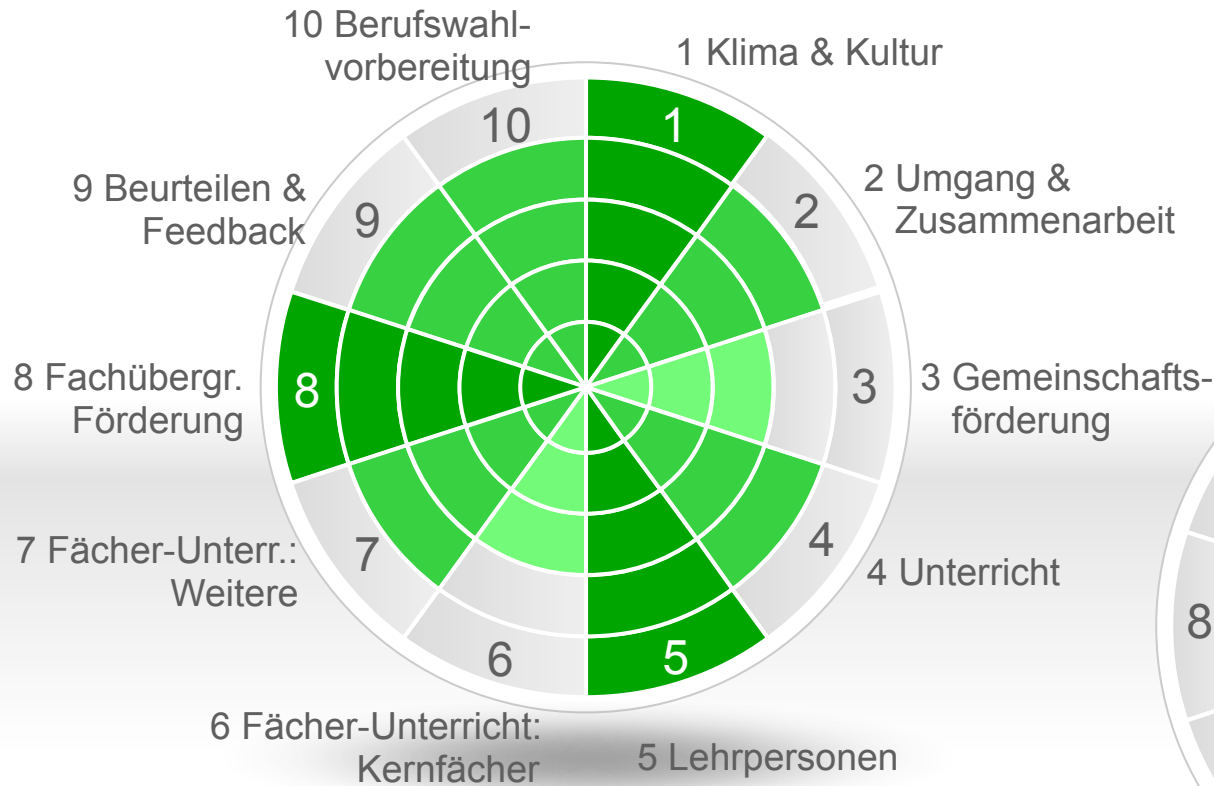 10 Berufswahl-
vorbereitung
1 Klima & Kultur
9 Beurteilen &
Feedback
2 Umgang &
Zusammenarbeit
8 Fachübergr.
Förderung
3 Gemeinschafts-
förderung
7 Fächer-Unterr.:
Weitere
4 Unterricht
6 Fächer-Unterricht:
Kernfächer
5 Lehrpersonen
10
1
9
2
8
3
7
4
6
5
8